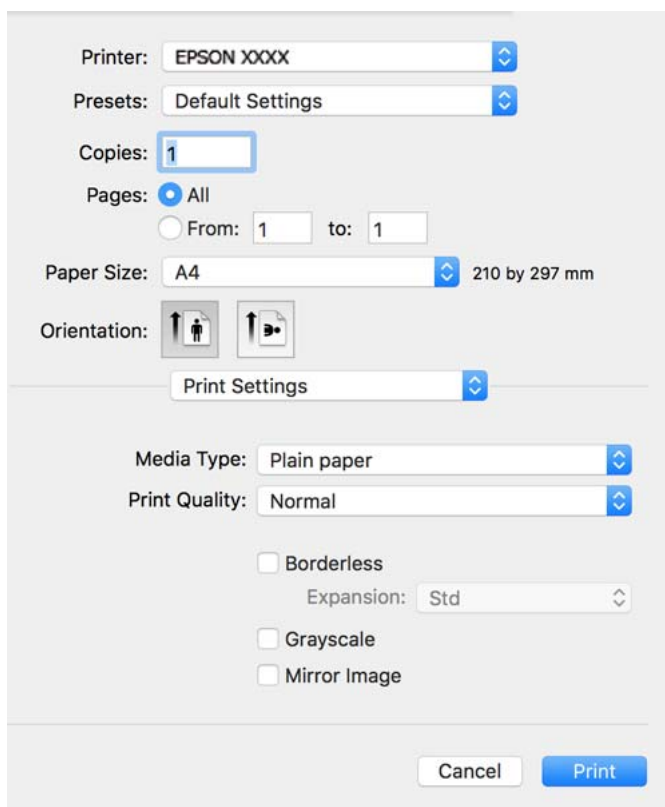 Printer: EPSON XXXX
Presets: Default Settings
Copies: 1
Pages: All
From: 1 to: 1
Paper Size: A4 210 by 297 mm
Orientation:
Print Settings
Media Type: Plain paper
Print Quality: Normal
Borderless
Expansion: Std
Grayscale
Mirror Image
Cancel Print